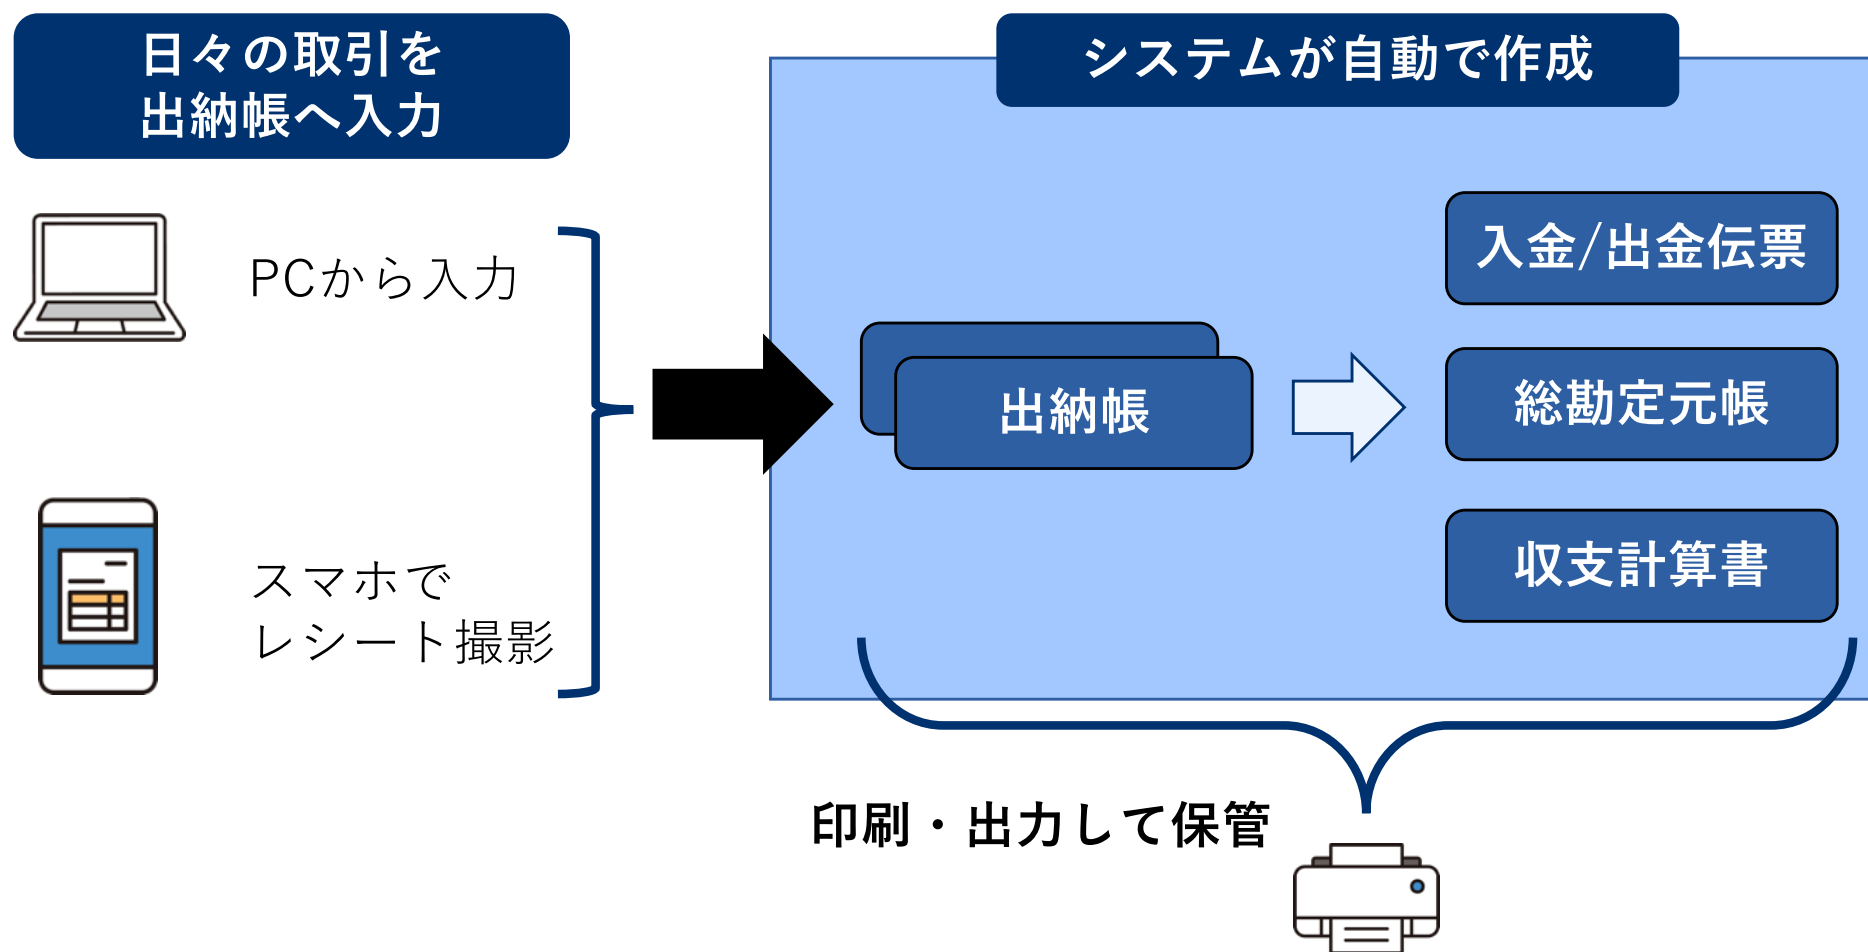 日々の取引を
出納帳へ入力
システムが自動で作成
PCから入力
スマホで
レシート撮影
出納帳
入金/出金伝票
総勘定元帳
収支計算書
印刷・出力して保管